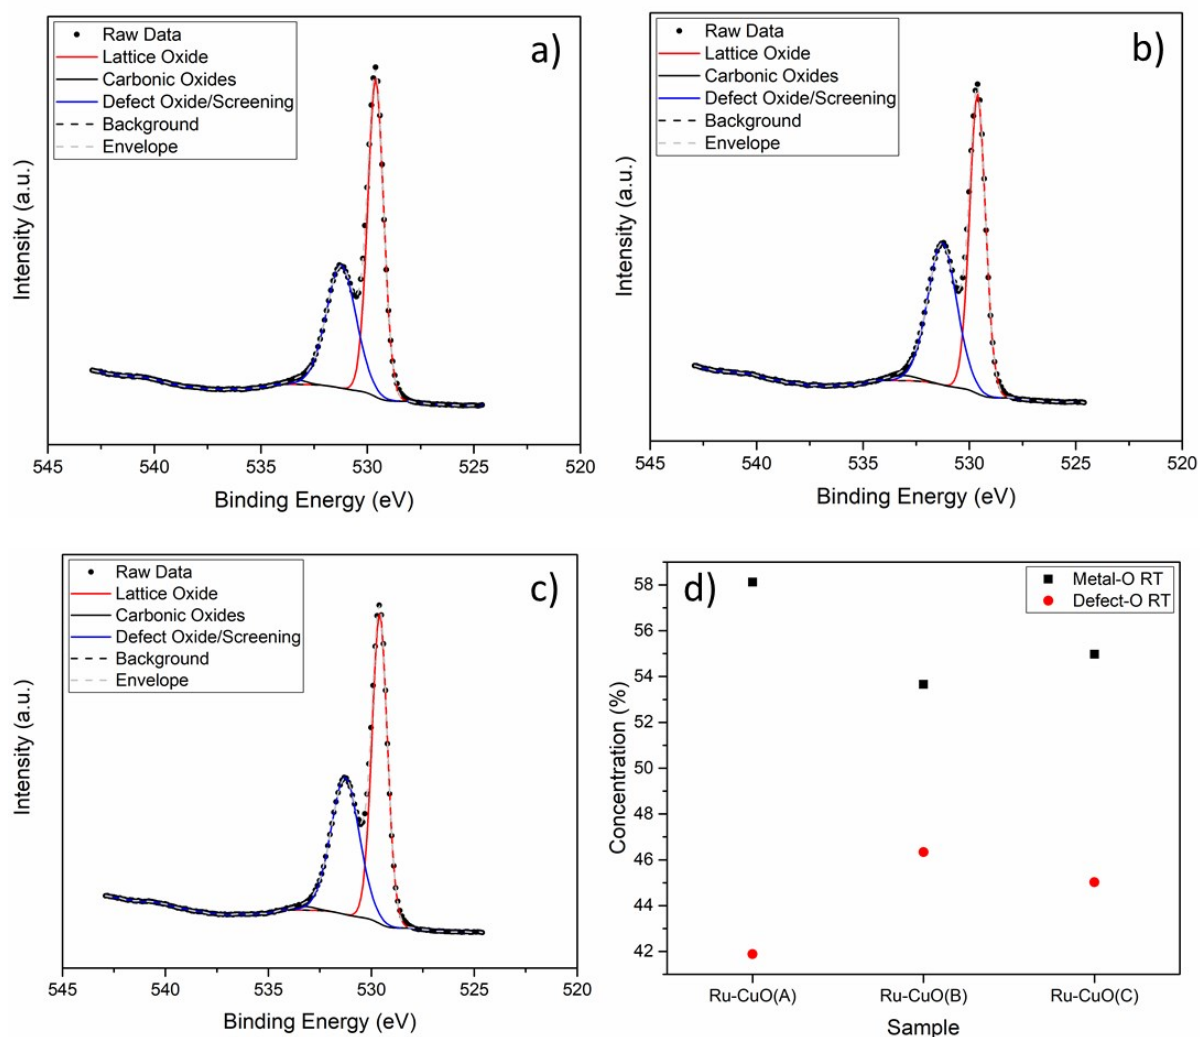 a)
Raw Data
Lattice Oxide
Carbonic Oxides
Defect Oxide/Screening
Background
Envelope
Intensity (a.u.)
545 540 535 530 525 520
Binding Energy (eV)
b)
Raw Data
Lattice Oxide
Carbonic Oxides
Defect Oxide/Screening
Background
Envelope
Intensity (a.u.)
545 540 535 530 525 520
Binding Energy (eV)
c)
Raw Data
Lattice Oxide
Carbonic Oxides
Defect Oxide/Screening
Background
Envelope
Intensity (a.u.)
545 540 535 530 525 520
Binding Energy (eV)
d)
Metal-O RT
Defect-O RT
Concentration (%)
58
56
54
52
50
48
46
44
42
Ru-CuO(A) Ru-CuO(B) Ru-CuO(C)
Sample